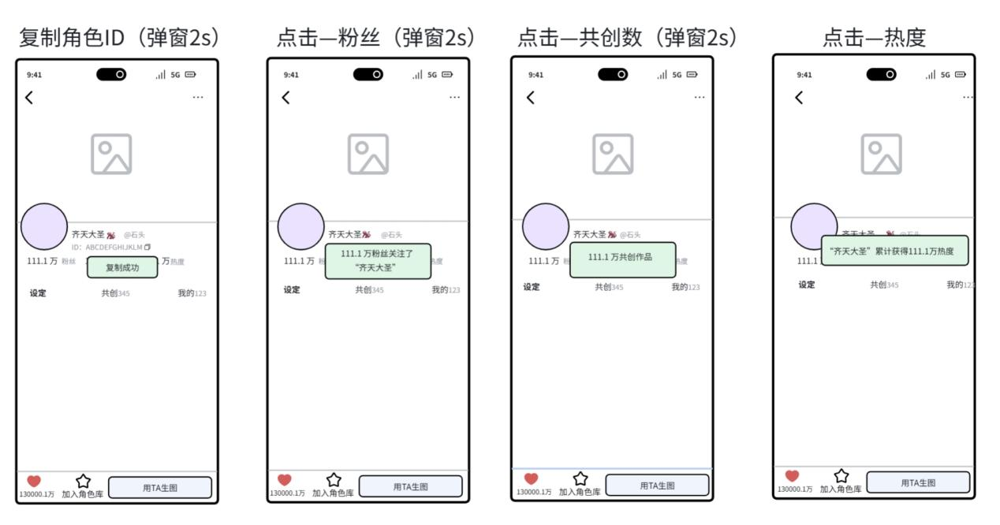 复制角色ID（弹窗2s）
9:41
5G
...
齐天大圣
@石头
ID：ABCDEFGHIJKLM
111.1 万 粉丝
万热度
复制成功
设定
共创345
我的123
130000.1万
加入角色库
用TA生图
点击—粉丝（弹窗2s）
9:41
5G
...
齐天大圣
@石头
111.1 万粉丝关注了
“齐天大圣”
111.1 万
设定
共创345
我的123
130000.1万
加入角色库
用TA生图
点击—共创数（弹窗2s）
9:41
5G
...
齐天大圣
@石头
111.1 万共创作品
111.1 万
设定
共创345
我的123
130000.1万
加入角色库
用TA生图
点击—热度
9:41
5G
...
齐天大圣
@石头
“齐天大圣”累计获得111.1万热度
111.1
设定
共创345
我的123
130000.1万
加入角色库
用TA生图